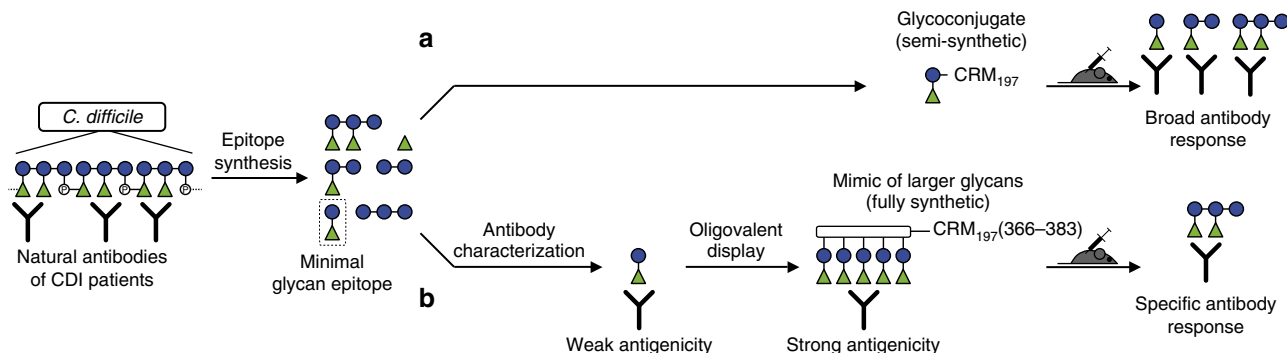 a
Glycoconjugate
(semi-synthetic)
CRM197
Broad antibody
response
C. difficile
Epitope
synthesis
P P P
Natural antibodies
of CDI patients
Minimal
glycan epitope
b
Antibody
characterization
Weak antigenicity
Oligovalent
display
Mimic of larger glycans
(fully synthetic)
CRM197(366–383)
Strong antigenicity
Specific antibody
response